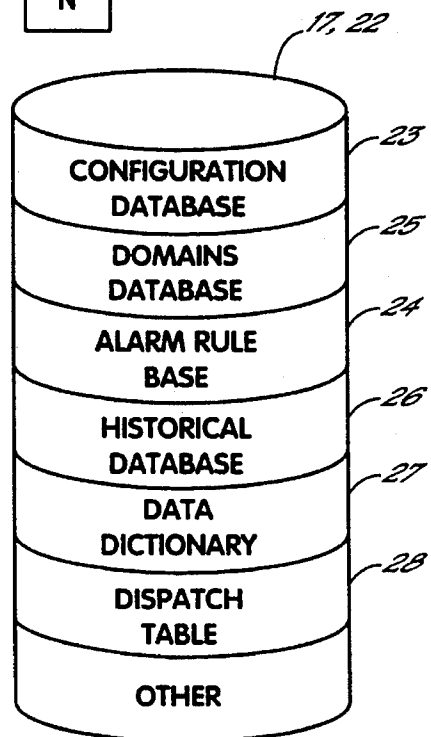 N
17, 22
CONFIGURATION
DATABASE
23
DOMAINS
DATABASE
25
ALARM RULE
BASE
24
HISTORICAL
DATABASE
26
DATA
DICTIONARY
27
DISPATCH
TABLE
28
OTHER